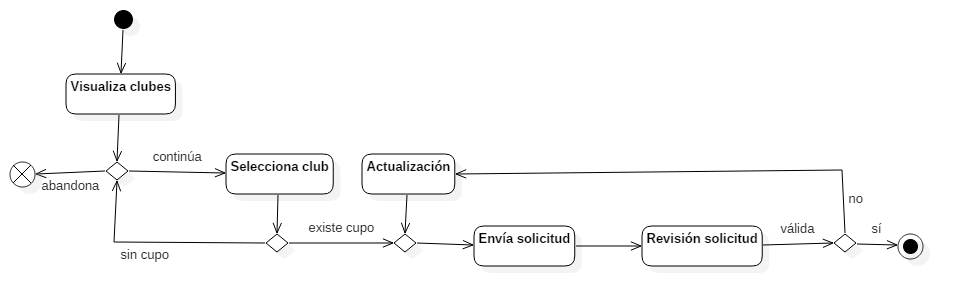 Visualiza clubes
continúa
abandona
Selecciona club
Actualización
no
existe cupo
sin cupo
Envía solicitud
Revisión solicitud
válida
sí